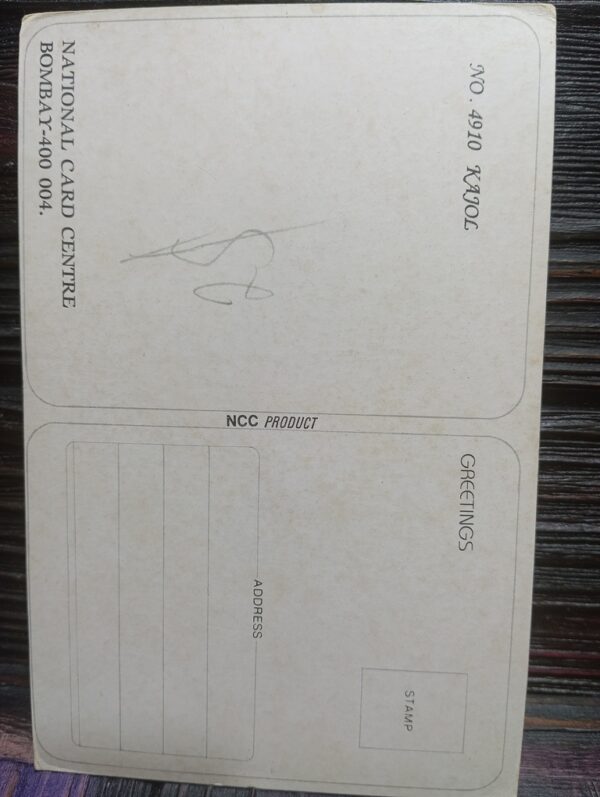 NO. 4910 KAJOL
NATIONAL CARD CENTRE
BOMBAY-400 004.
NCC PRODUCT
GREETINGS
STAMP
ADDRESS